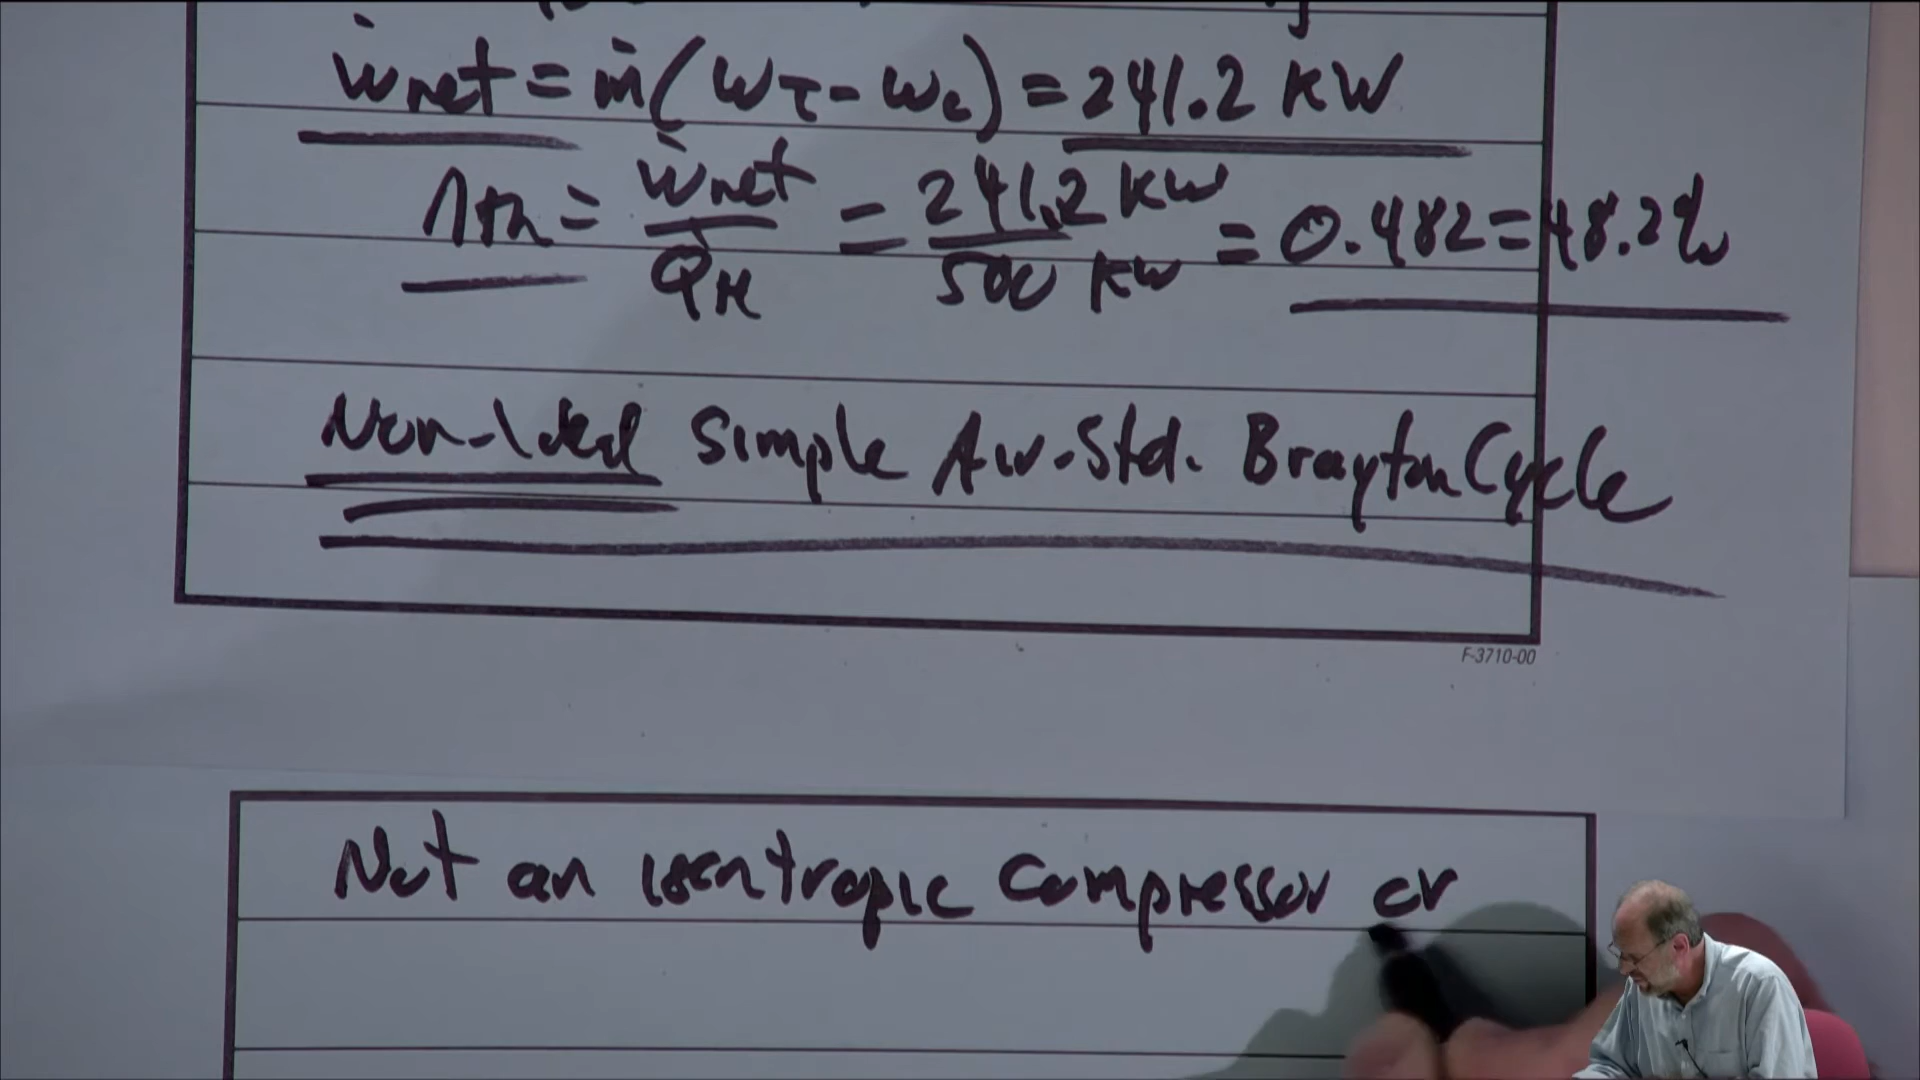 ẇnet = ṁ(wT - wc) = 241.2 kW
ηth = ẇnet / Q̇H = 241.2 kW / 500 kW = 0.482 = 48.2%
Non-Ideal Simple Air-Std. Brayton Cycle
F-3710-00
Not an isentropic compressor or